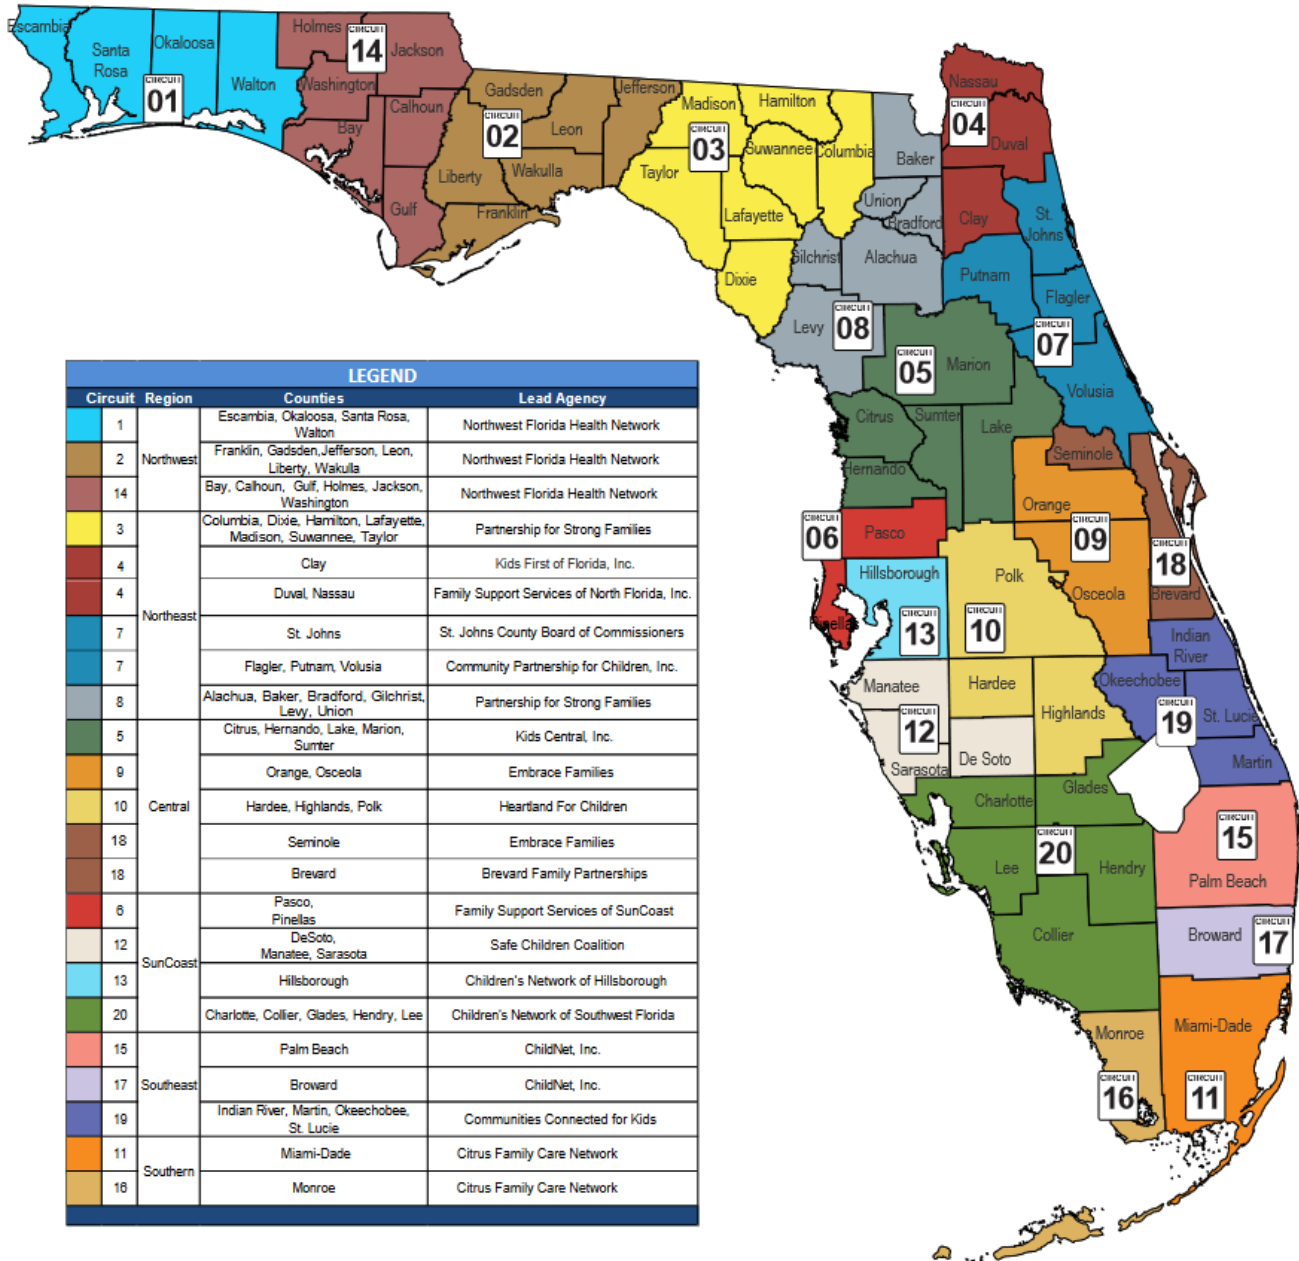 Escambia
Santa
Rosa
Okaloosa
Walton
CIRCUIT
01
Holmes
CIRCUIT
14
Jackson
Washington
Calhoun
Bay
Gulf
Gadsden
Jefferson
CIRCUIT
02
Leon
Liberty
Wakulla
Franklin
Madison
Hamilton
CIRCUIT
03
Suwannee
Columbia
Taylor
Lafayette
Dixie
Nassau
CIRCUIT
04
Duval
Baker
Union
Bradford
Clay
St.
Johns
Gilchrist
Alachua
Putnam
Flagler
Levy
CIRCUIT
08
CIRCUIT
07
CIRCUIT
05
Marion
Volusia
Citrus
Sumter
Lake
Seminole
Hernando
Orange
CIRCUIT
06
Pasco
CIRCUIT
09
CIRCUIT
18
Hillsborough
Polk
Osceola
Brevard
Pinellas
CIRCUIT
13
CIRCUIT
10
Indian
River
Manatee
Hardee
Okeechobee
CIRCUIT
12
Highlands
CIRCUIT
19
St. Lucie
Sarasota
De Soto
Martin
Charlotte
Glades
CIRCUIT
20
CIRCUIT
15
Lee
Hendry
Palm Beach
Collier
Broward
CIRCUIT
17
Monroe
Miami-Dade
CIRCUIT
16
CIRCUIT
11
LEGEND
Circuit Region Counties Lead Agency
1 Escambia, Okaloosa, Santa Rosa,
Walton Northwest Florida Health Network
2 Northwest Franklin, Gadsden,Jefferson, Leon,
Liberty, Wakulla Northwest Florida Health Network
14 Bay, Calhoun, Gulf, Holmes, Jackson,
Washington Northwest Florida Health Network
3 Columbia, Dixie, Hamilton, Lafayette,
Madison, Suwannee, Taylor Partnership for Strong Families
4 Clay Kids First of Florida, Inc.
4 Duval, Nassau Family Support Services of North Florida, Inc.
Northeast
7 St. Johns St. Johns County Board of Commissioners
7 Flagler, Putnam, Volusia Community Partnership for Children, Inc.
8 Alachua, Baker, Bradford, Gilchrist,
Levy, Union Partnership for Strong Families
5 Citrus, Hernando, Lake, Marion,
Sumter Kids Central, Inc.
9 Orange, Osceola Embrace Families
10 Central Hardee, Highlands, Polk Heartland For Children
18 Seminole Embrace Families
18 Brevard Brevard Family Partnerships
6 Pasco,
Pinellas Family Support Services of SunCoast
12 DeSoto,
Manatee, Sarasota Safe Children Coalition
SunCoast
13 Hillsborough Children's Network of Hillsborough
20 Charlotte, Collier, Glades, Hendry, Lee Children's Network of Southwest Florida
15 Palm Beach ChildNet, Inc.
17 Southeast Broward ChildNet, Inc.
19 Indian River, Martin, Okeechobee,
St. Lucie Communities Connected for Kids
11 Miami-Dade Citrus Family Care Network
Southern
16 Monroe Citrus Family Care Network